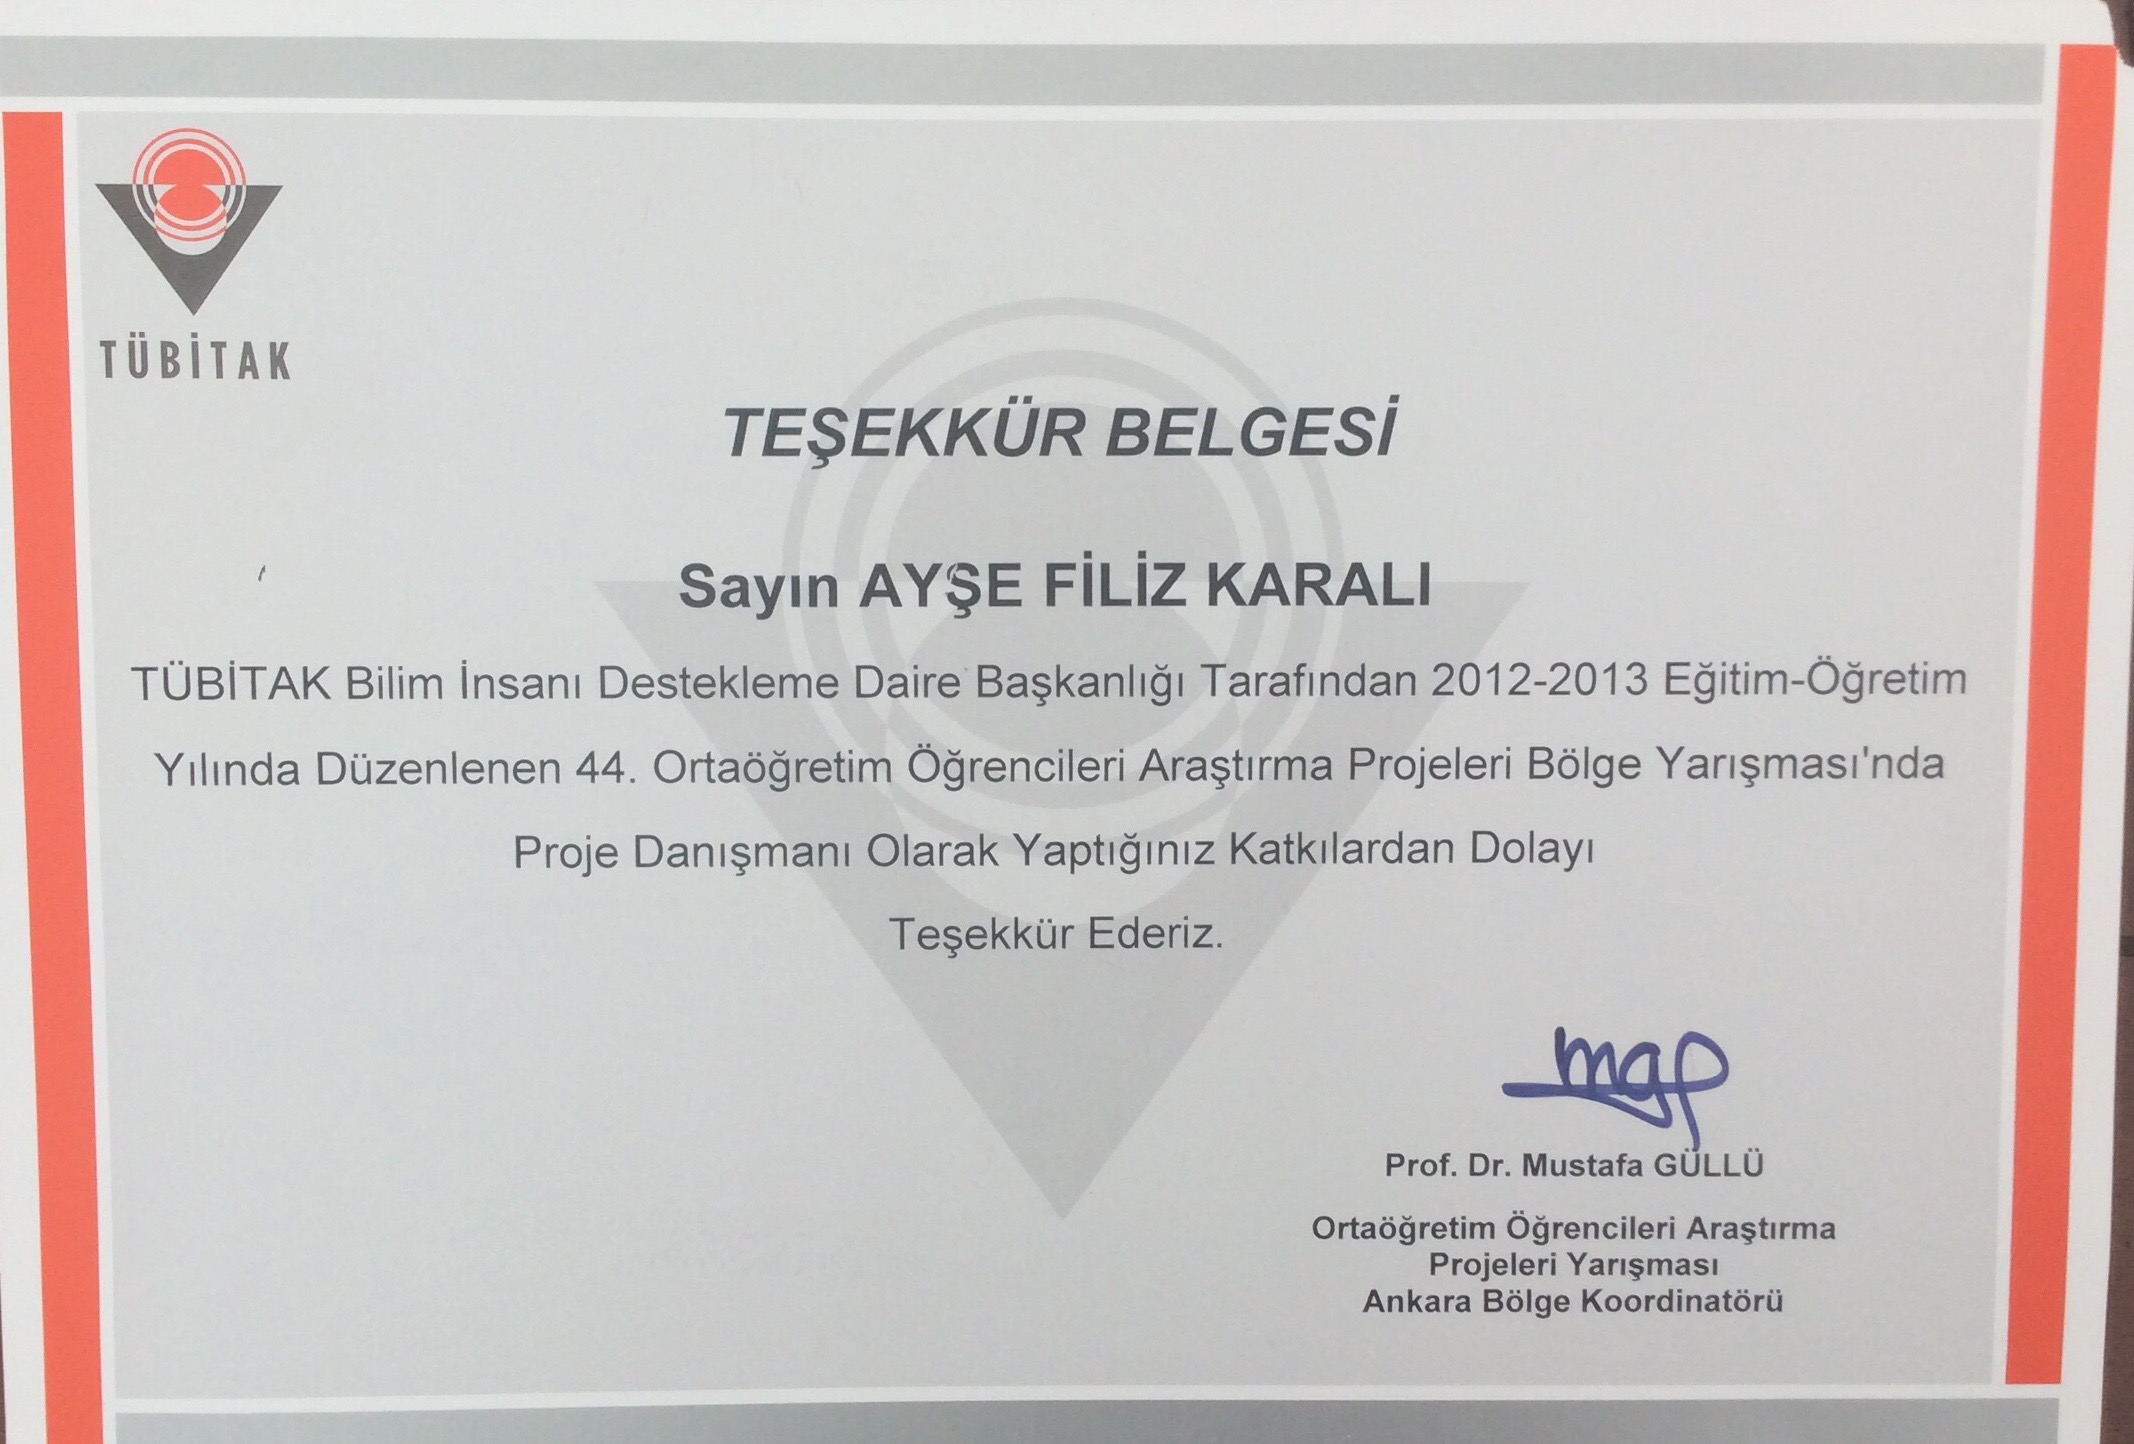 TÜBİTAK
TEŞEKKÜR BELGESİ
Sayın AYŞE FİLİZ KARALI
TÜBİTAK Bilim İnsanı Destekleme Daire Başkanlığı Tarafından 2012-2013 Eğitim-Öğretim
Yılında Düzenlenen 44. Ortaöğretim Öğrencileri Araştırma Projeleri Bölge Yarışması'nda
Proje Danışmanı Olarak Yaptığınız Katkılardan Dolayı
Teşekkür Ederiz.
Prof. Dr. Mustafa GÜLLÜ
Ortaöğretim Öğrencileri Araştırma
Projeleri Yarışması
Ankara Bölge Koordinatörü